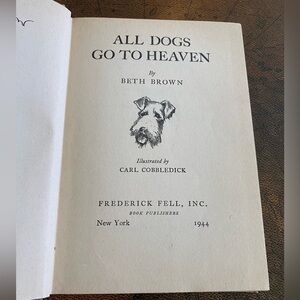 ALL DOGS
GO TO HEAVEN
By
BETH BROWN
Illustrated by
CARL COBBLEDICK
FREDERICK FELL, INC.
BOOK PUBLISHERS
New York 1944